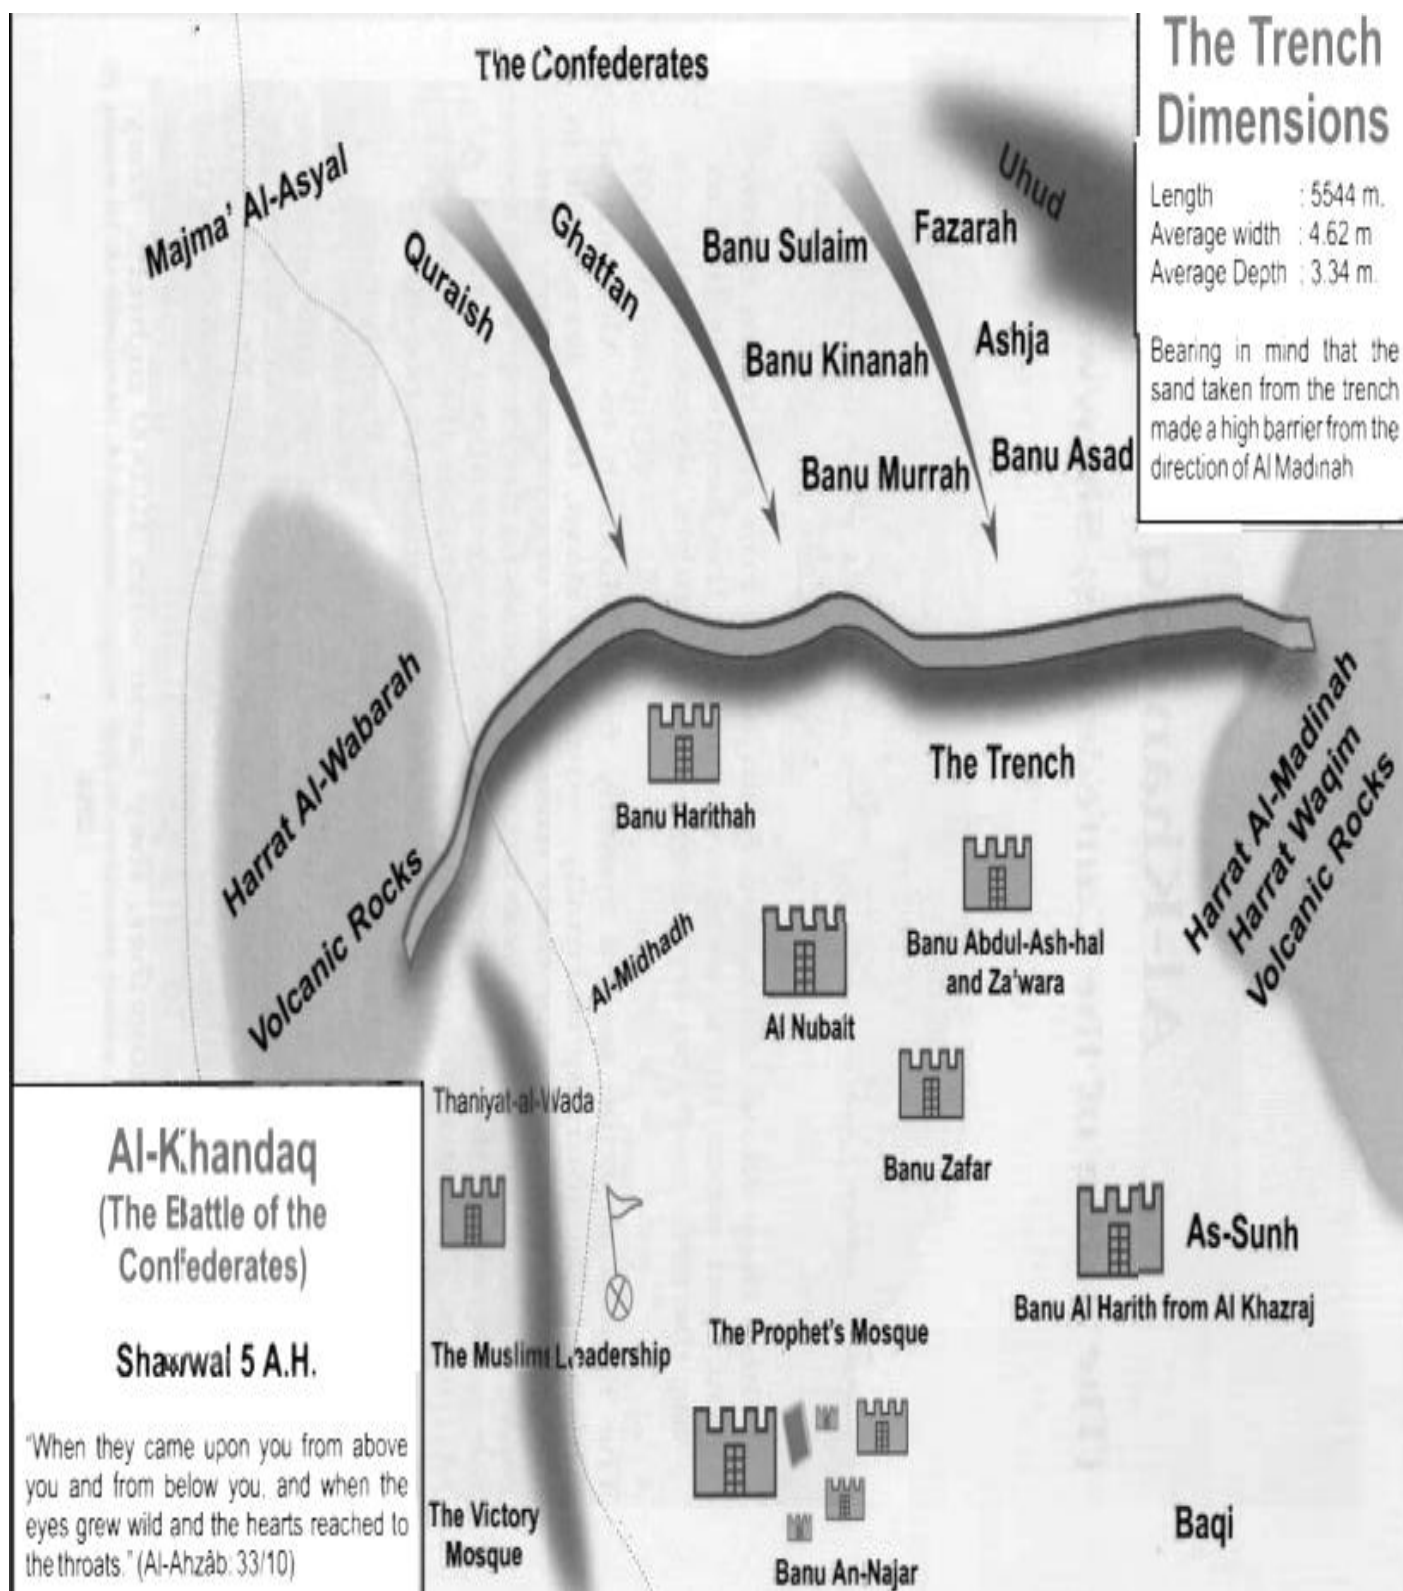 The Confederates
The Trench
Dimensions
Length : 5544 m.
Average width : 4.62 m
Average Depth : 3.34 m.
Bearing in mind that the
sand taken from the trench
made a high barrier from the
direction of Al Madinah
Majma' Al-Asyal
Quraish
Ghatfan
Banu Sulaim
Fazarah
Uhud
Banu Kinanah
Ashja
Banu Murrah
Banu Asad
Harrat Al-Wabarah
Volcanic Rocks
Harrat Al-Madinah
Harrat Waqim
Volcanic Rocks
The Trench
Banu Harithah
Al-Midhadh
Al Nubait
Banu Abdul-Ash-hal
and Za'wara
Banu Zafar
Thaniyat-al-Wada
As-Sunh
Banu Al Harith from Al Khazraj
The Muslims Leadership
The Prophet's Mosque
The Victory
Mosque
Banu An-Najar
Baqi
Al-Khandaq
(The Battle of the
Confederates)
Shawwal 5 A.H.
"When they came upon you from above
you and from below you, and when the
eyes grew wild and the hearts reached to
the throats." (Al-Ahzâb: 33/10)